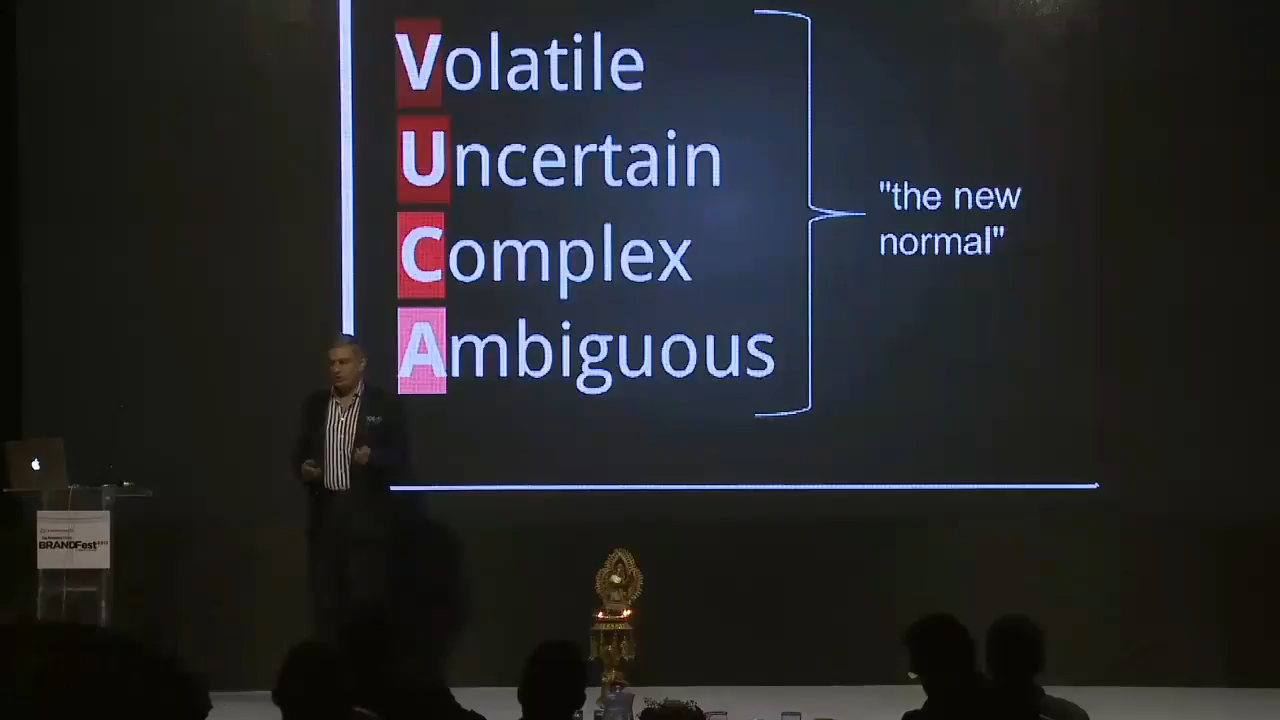 Volatile
Uncertain
Complex
Ambiguous
"the new
normal"
BRANDFest